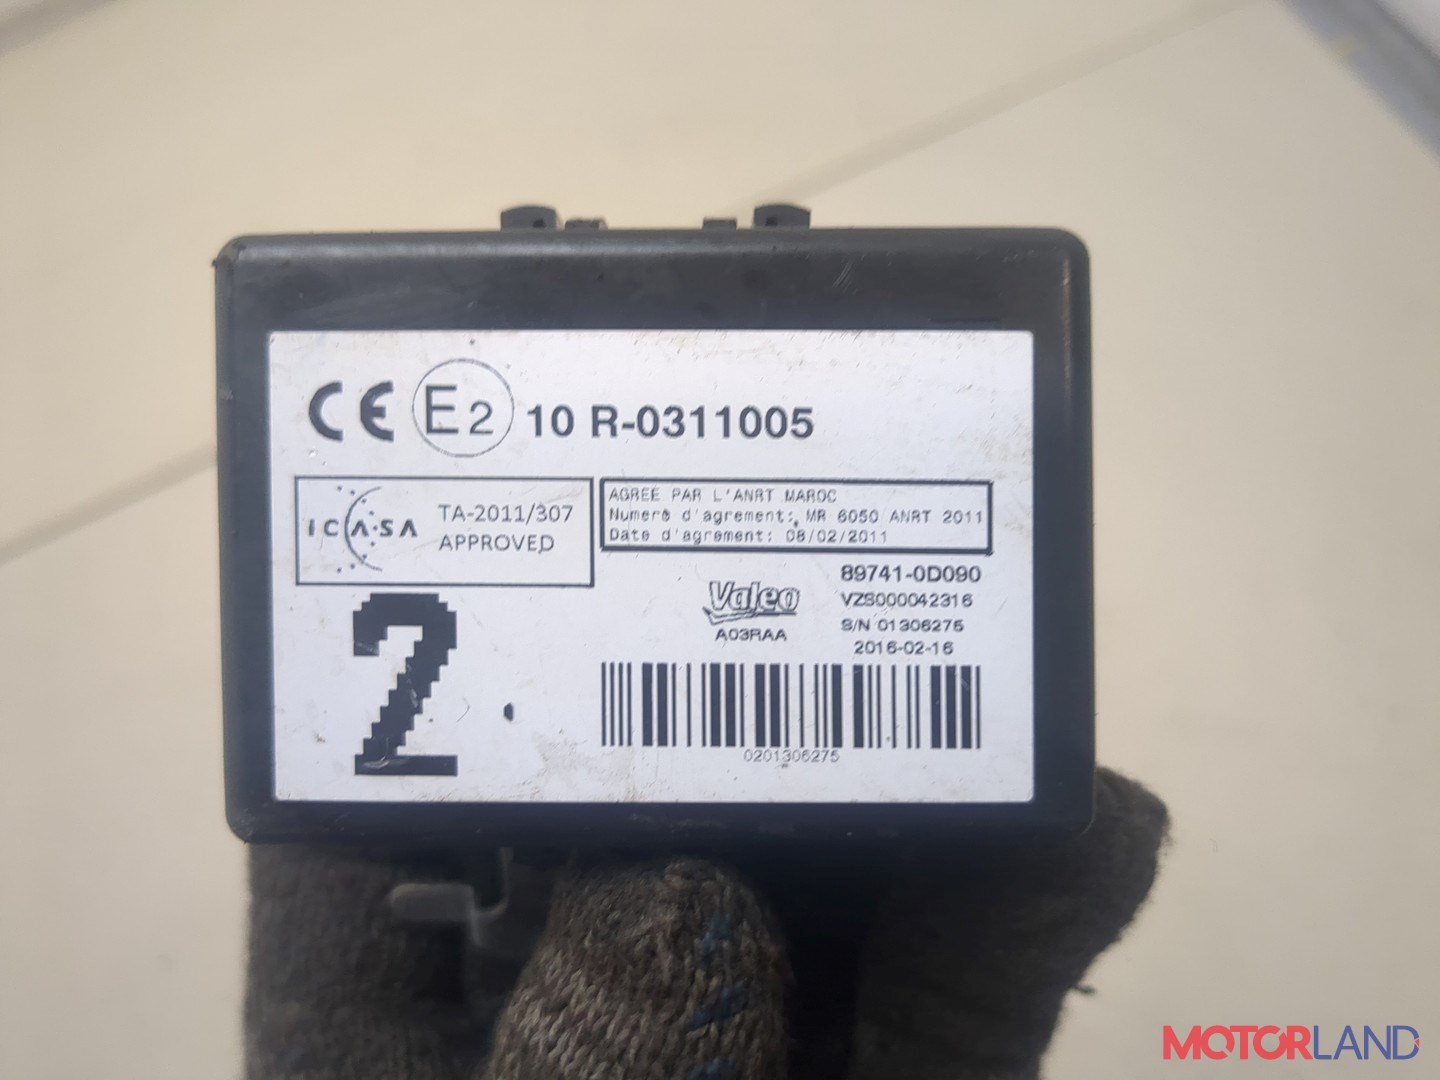 CE E2 10 R-0311005
ICASA TA-2011/307
APPROVED
AGREE PAR L'ANRT MAROC
Numero d'agrement: MR 6050 ANRT 2011
Date d'agrement: 08/02/2011
89741-0D090
Valeo
VZS000042316
A03RAA
S/N 01306275
2016-02-16
2
0201306275
MOTORLAND